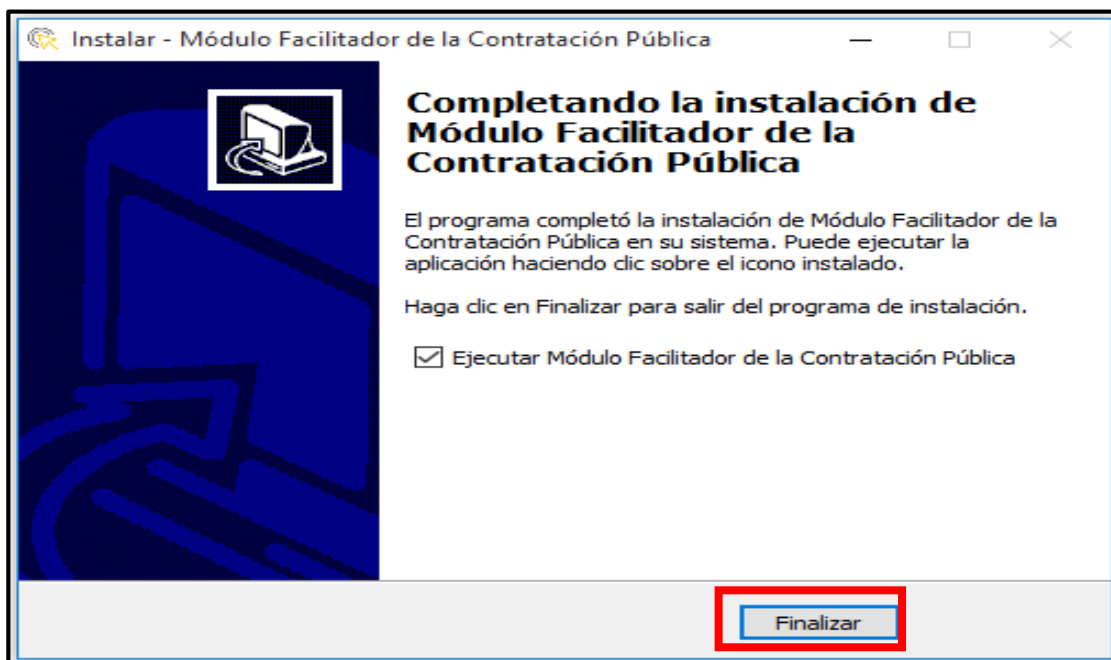 Instalar - Módulo Facilitador de la Contratación Pública
Completando la instalación de
Módulo Facilitador de la
Contratación Pública
El programa completó la instalación de Módulo Facilitador de la
Contratación Pública en su sistema. Puede ejecutar la
aplicación haciendo clic sobre el icono instalado.
Haga clic en Finalizar para salir del programa de instalación.
Ejecutar Módulo Facilitador de la Contratación Pública
Finalizar